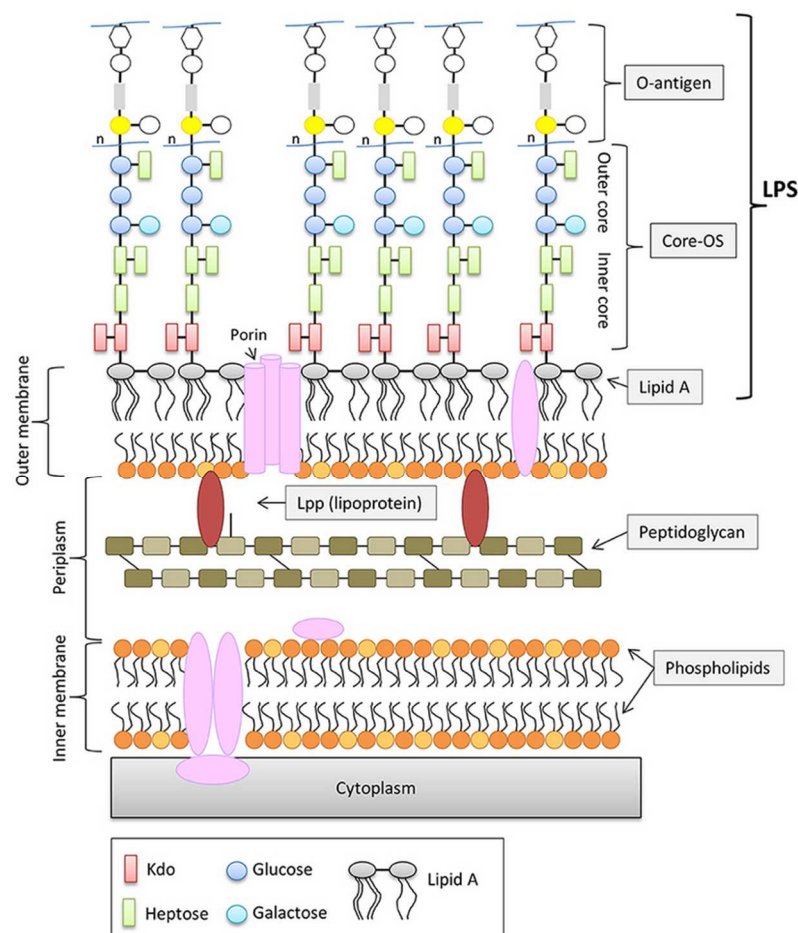 O-antigen
n
n
n
n
n
n
Outer core
LPS
Core-OS
Inner core
Porin
Lipid A
Outer membrane
Lpp (lipoprotein)
Peptidoglycan
Periplasm
Phospholipids
Inner membrane
Cytoplasm
Kdo
Glucose
Lipid A
Heptose
Galactose